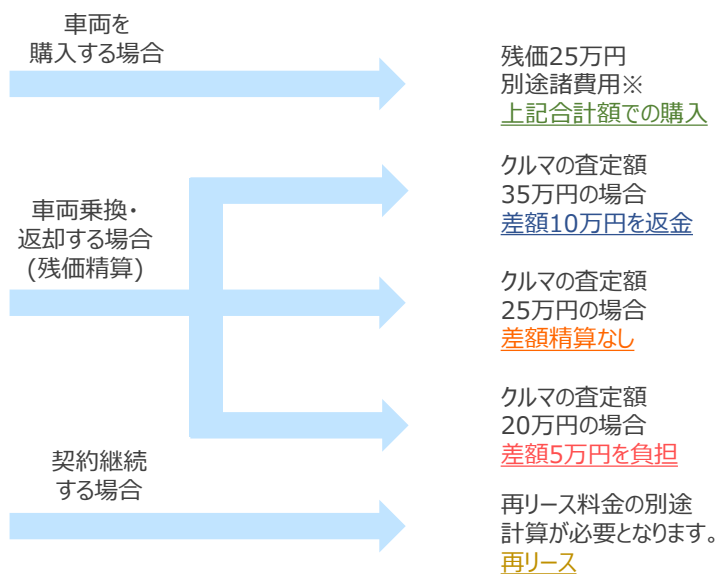 車両を
購入する場合
残価25万円
別途諸費用※
上記合計額での購入
車両乗換・
返却する場合
(残価精算)
クルマの査定額
35万円の場合
差額10万円を返金
クルマの査定額
25万円の場合
差額精算なし
クルマの査定額
20万円の場合
差額5万円を負担
契約継続
する場合
再リース料金の別途
計算が必要となります。
再リース